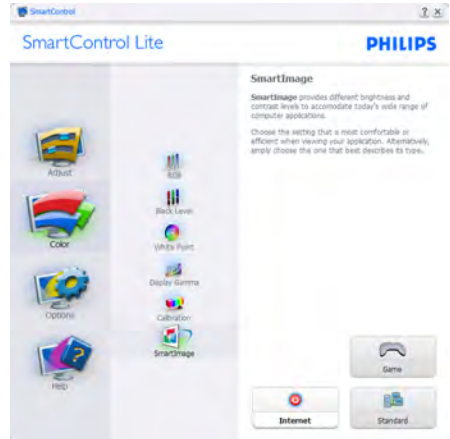 SmartControl
? ×
SmartControl Lite
PHILIPS
SmartImage
SmartImage provides different brightness and
contrast levels to accomodate today's wide range of
computer applications.
Choose the setting that a most comfortable or
efficient when viewing your application. Alternatively,
amply choose the one that best describes its type.
Adjust
Color
Options
Help
RGB
Black Level
White Point
Display Gamma
Calibration
SmartImage
Game
Internet
Standard